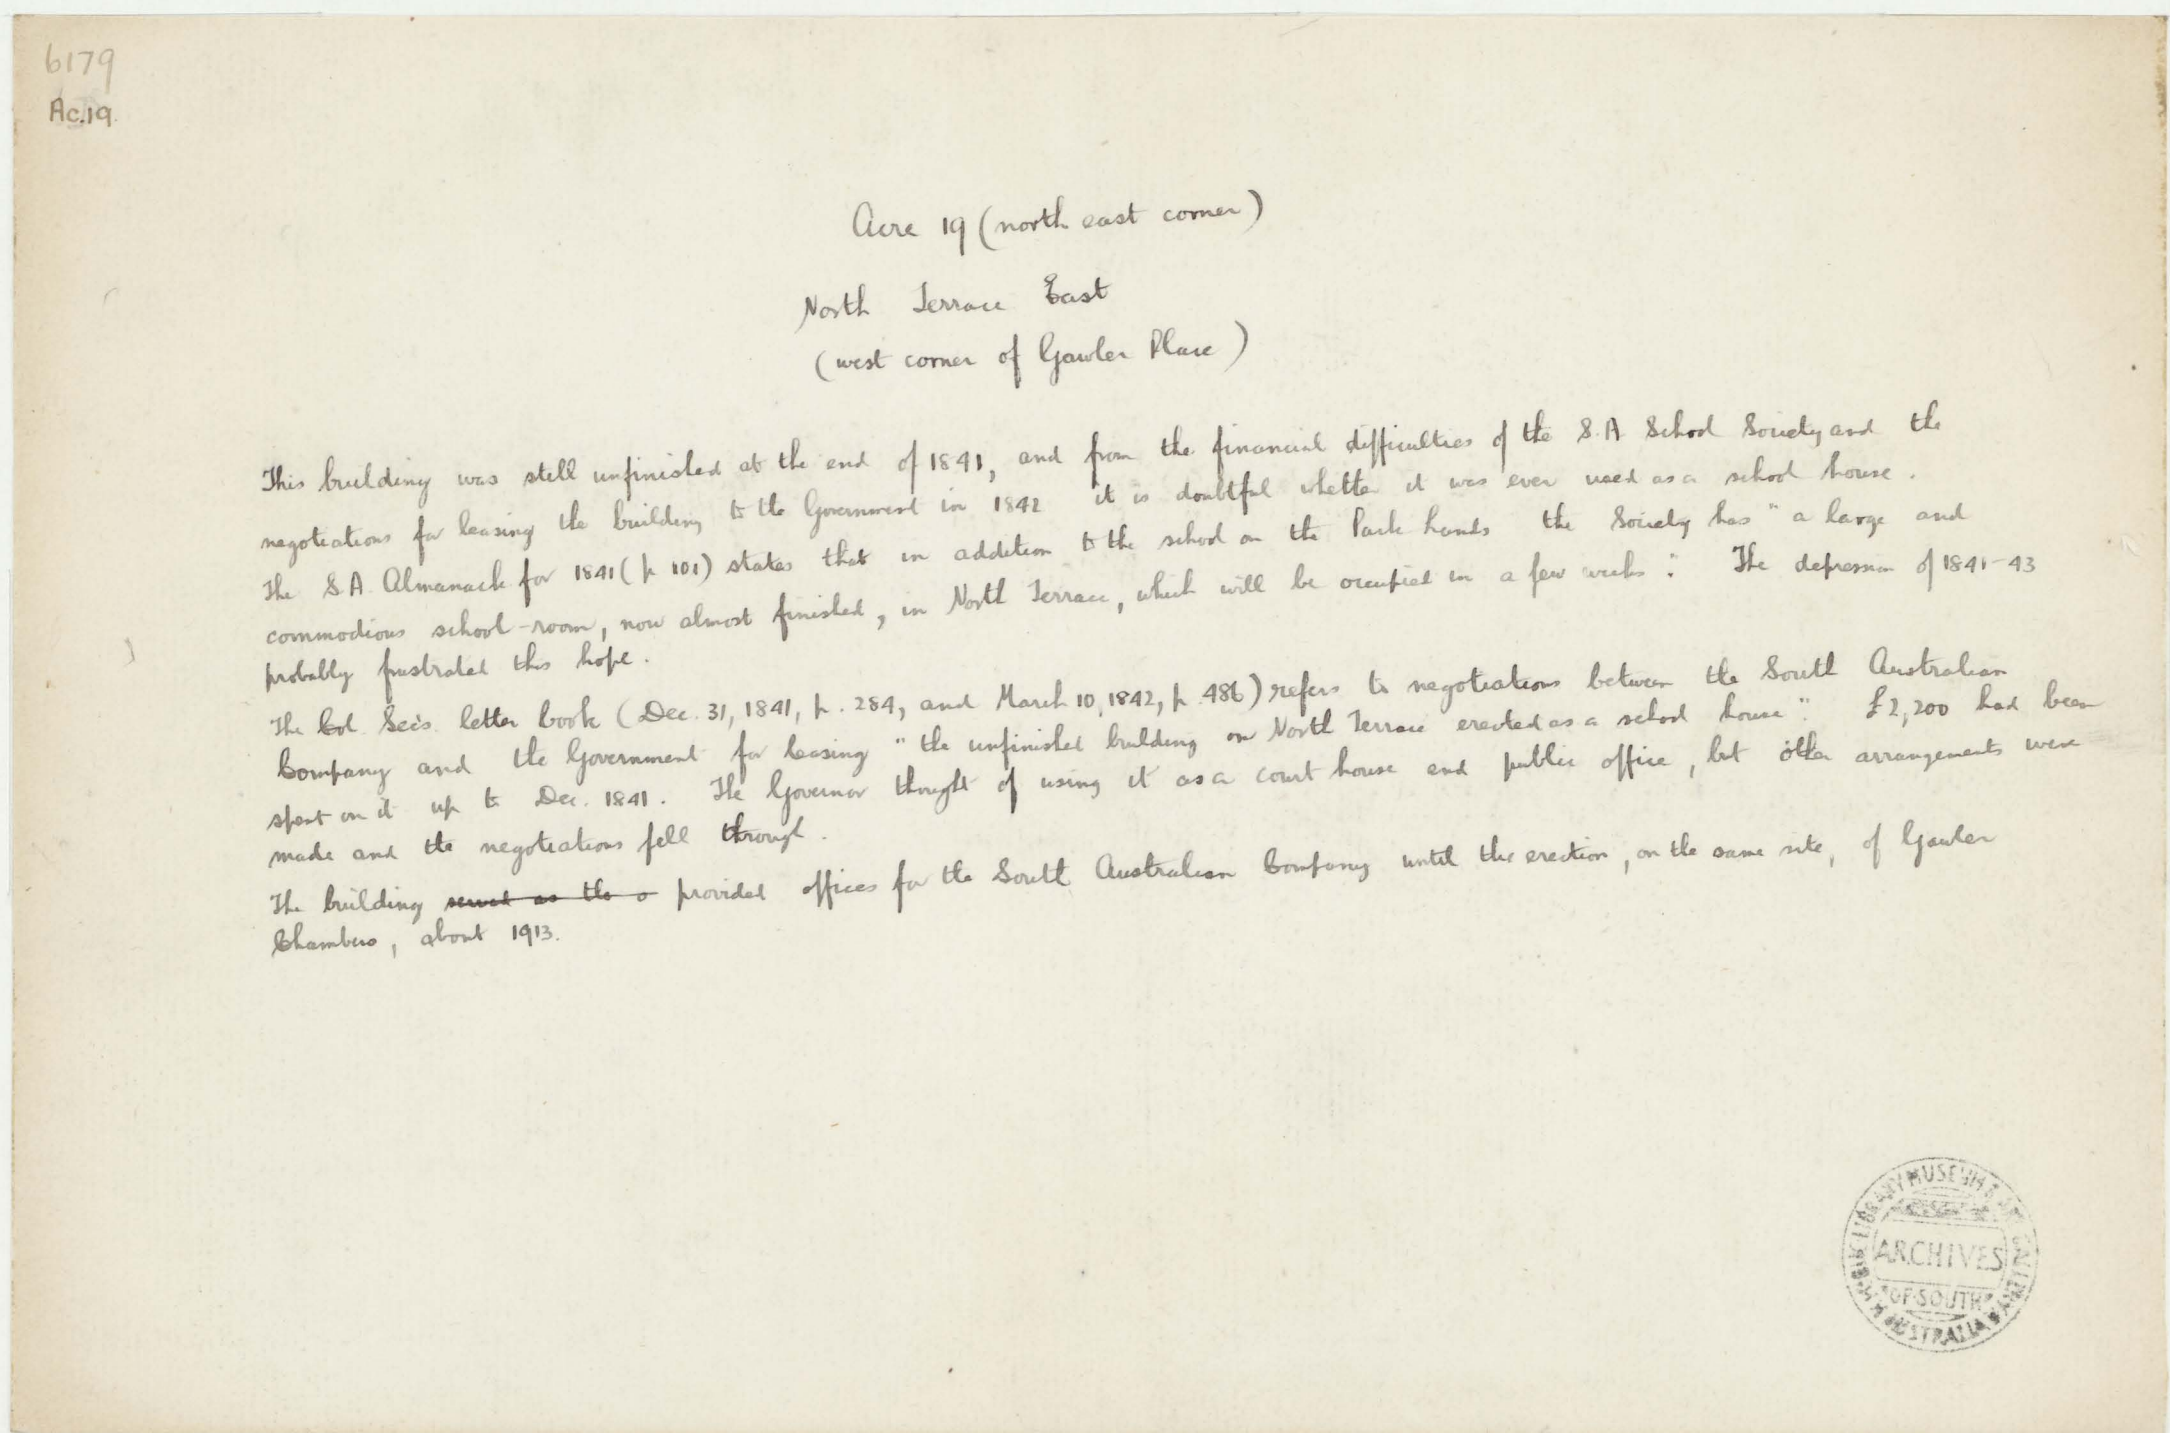 6179
Ac.19.
Acre 19 (north east corner)
North Terrace East
(west corner of Gawler Place)
This building was still unfinished at the end of 1841, and from the financial difficulties of the S.A. School Society and the
negotiations for leasing the building to the Government in 1842 it is doubtful whether it was ever used as a school house.
The S.A. Almanack for 1841 (p 101) states that in addition to the school on the Park Lands the Society has "a large and
commodious school-room, now almost finished, in North Terrace, which will be occupied in a few weeks". The depression of 1841-43
probably frustrated this hope.
The Col. Sec's. letter book (Dec. 31, 1841, p. 284, and March 10, 1842, p. 486) refers to negotiations between the South Australian
Company and the Government for leasing "the unfinished building on North Terrace erected as a school house". £2,200 had been
spent on it up to Dec. 1841. The Governor thought of using it as a court house and public office, but other arrangements were
made and the negotiations fell through.
The building served as the o provided offices for the South Australian Company until the erection, on the same site, of Gawler
Chambers, about 1913.
PUBLIC LIBRARY MUSEUM & ART GALLERY
ARCHIVES
OF SOUTH
AUSTRALIA